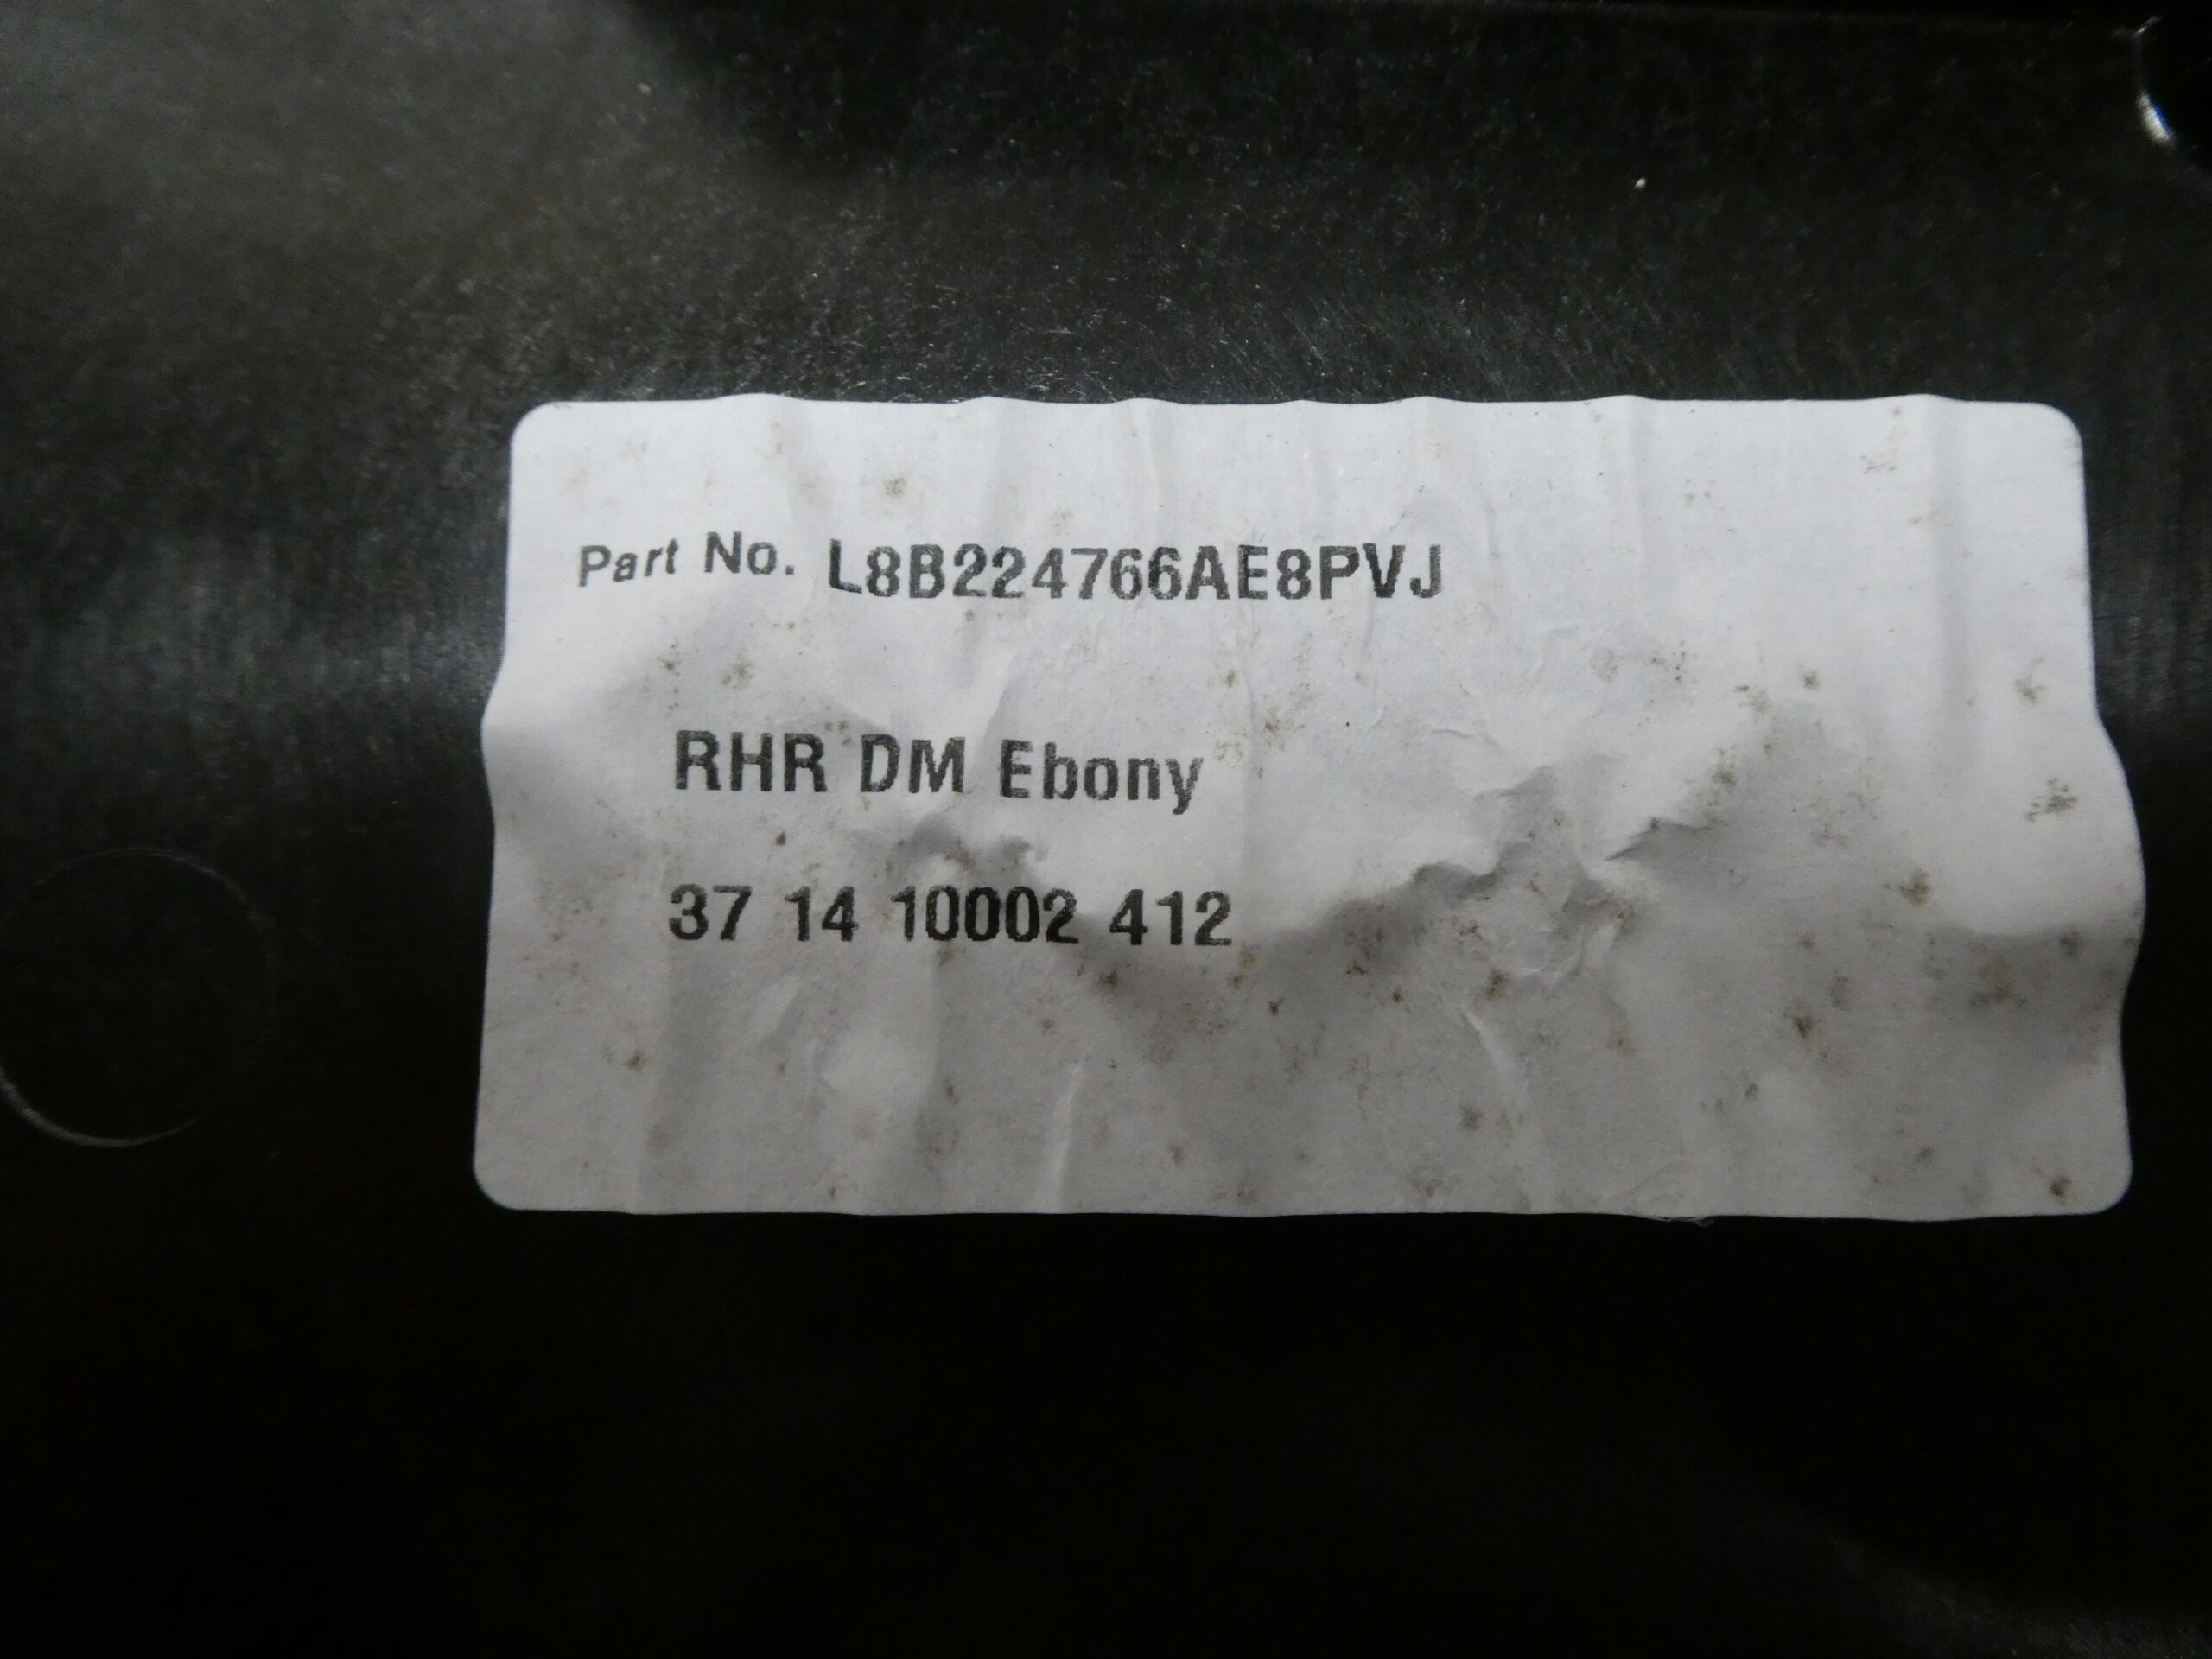 Part No. L8B224766AE8PVJ
RHR DM Ebony
37 14 10002 412